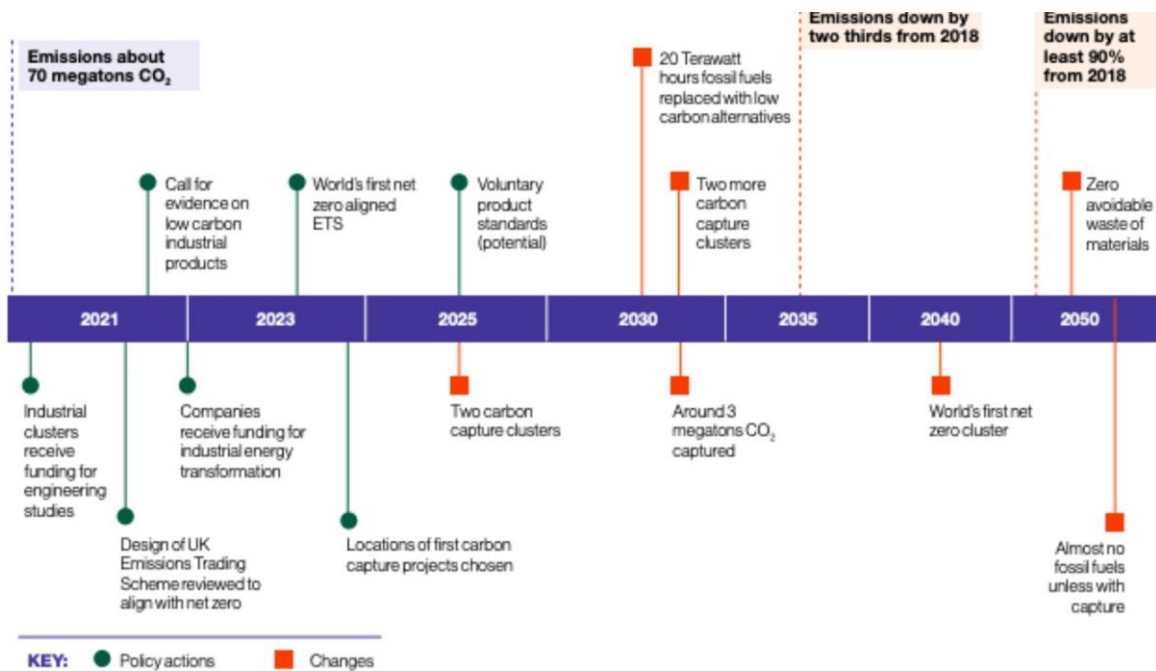 Emissions about
70 megatons CO₂
Emissions down by
two thirds from 2018
Emissions
down by at
least 90%
from 2018
20 Terawatt
hours fossil fuels
replaced with low
carbon alternatives
Call for
evidence on
low carbon
industrial
products
World's first net
zero aligned
ETS
Voluntary
product
standards
(potential)
Two more
carbon
capture
clusters
Zero
avoidable
waste of
materials
2021
2023
2025
2030
2035
2040
2050
Industrial
clusters
receive
funding for
engineering
studies
Companies
receive funding for
industrial energy
transformation
Two carbon
capture clusters
Around 3
megatons CO₂
captured
World's first net
zero cluster
Design of UK
Emissions Trading
Scheme reviewed to
align with net zero
Locations of first carbon
capture projects chosen
Almost no
fossil fuels
unless with
capture
KEY: Policy actions Changes